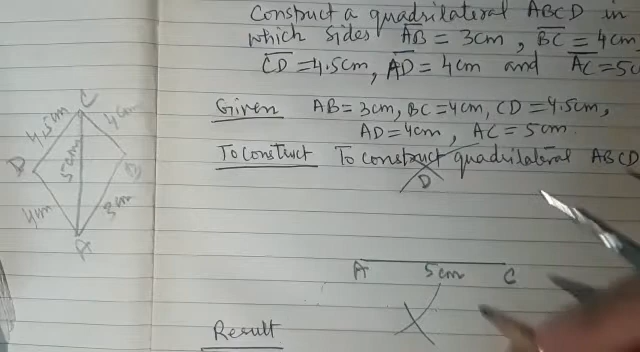 Construct a quadrilateral ABCD in
which sides AB = 3cm, BC = 4cm
CD = 4.5cm, AD = 4cm and AC = 5c
Given AB = 3cm, BC = 4cm, CD = 4.5cm,
AD = 4cm, AC = 5cm.
To construct To construct quadrilateral ABCD
D
A 5cm C
Result
C
4.5cm 4cm
D 5cm B
4cm 3cm
A